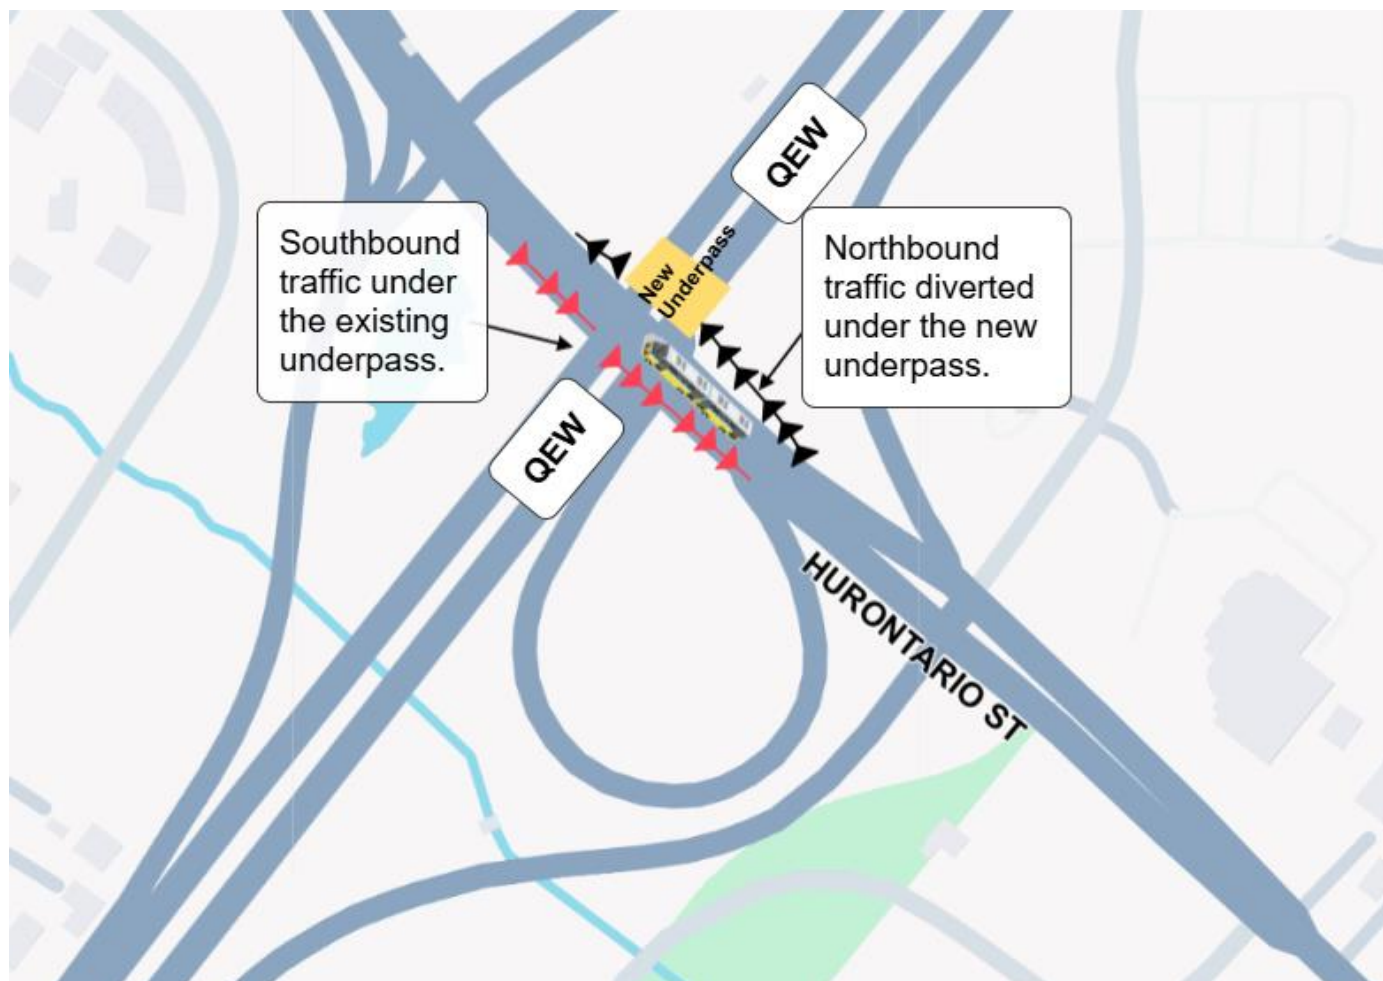 QEW
Southbound
traffic under
the existing
underpass.
New
Underpass
Northbound
traffic diverted
under the new
underpass.
QEW
HURONTARIO ST